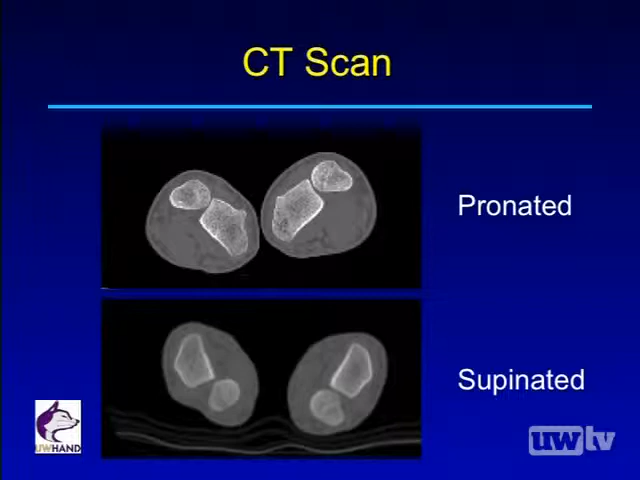 CT Scan
Pronated
Supinated
UWHAND
uwtv